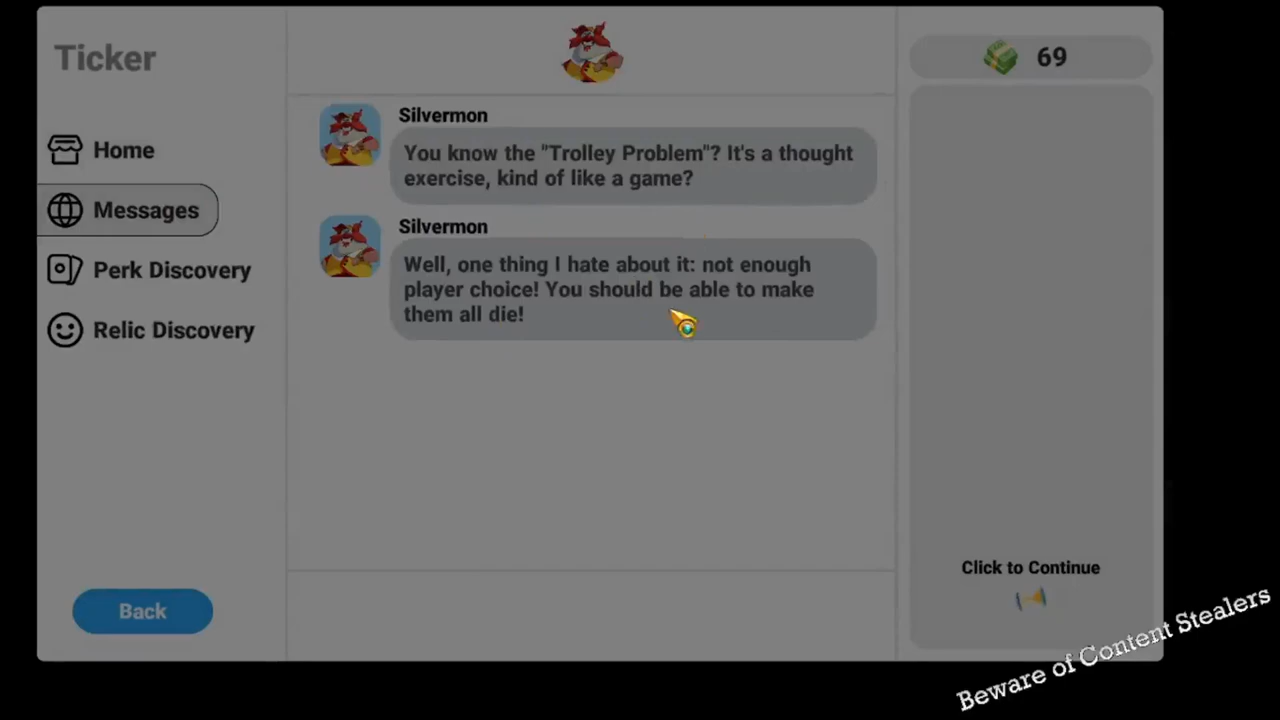 Ticker
Home
Messages
Perk Discovery
Relic Discovery
Back
Silvermon
You know the "Trolley Problem"? It's a thought
exercise, kind of like a game?
Silvermon
Well, one thing I hate about it: not enough
player choice! You should be able to make
them all die!
69
Click to Continue
Beware of Content Stealers